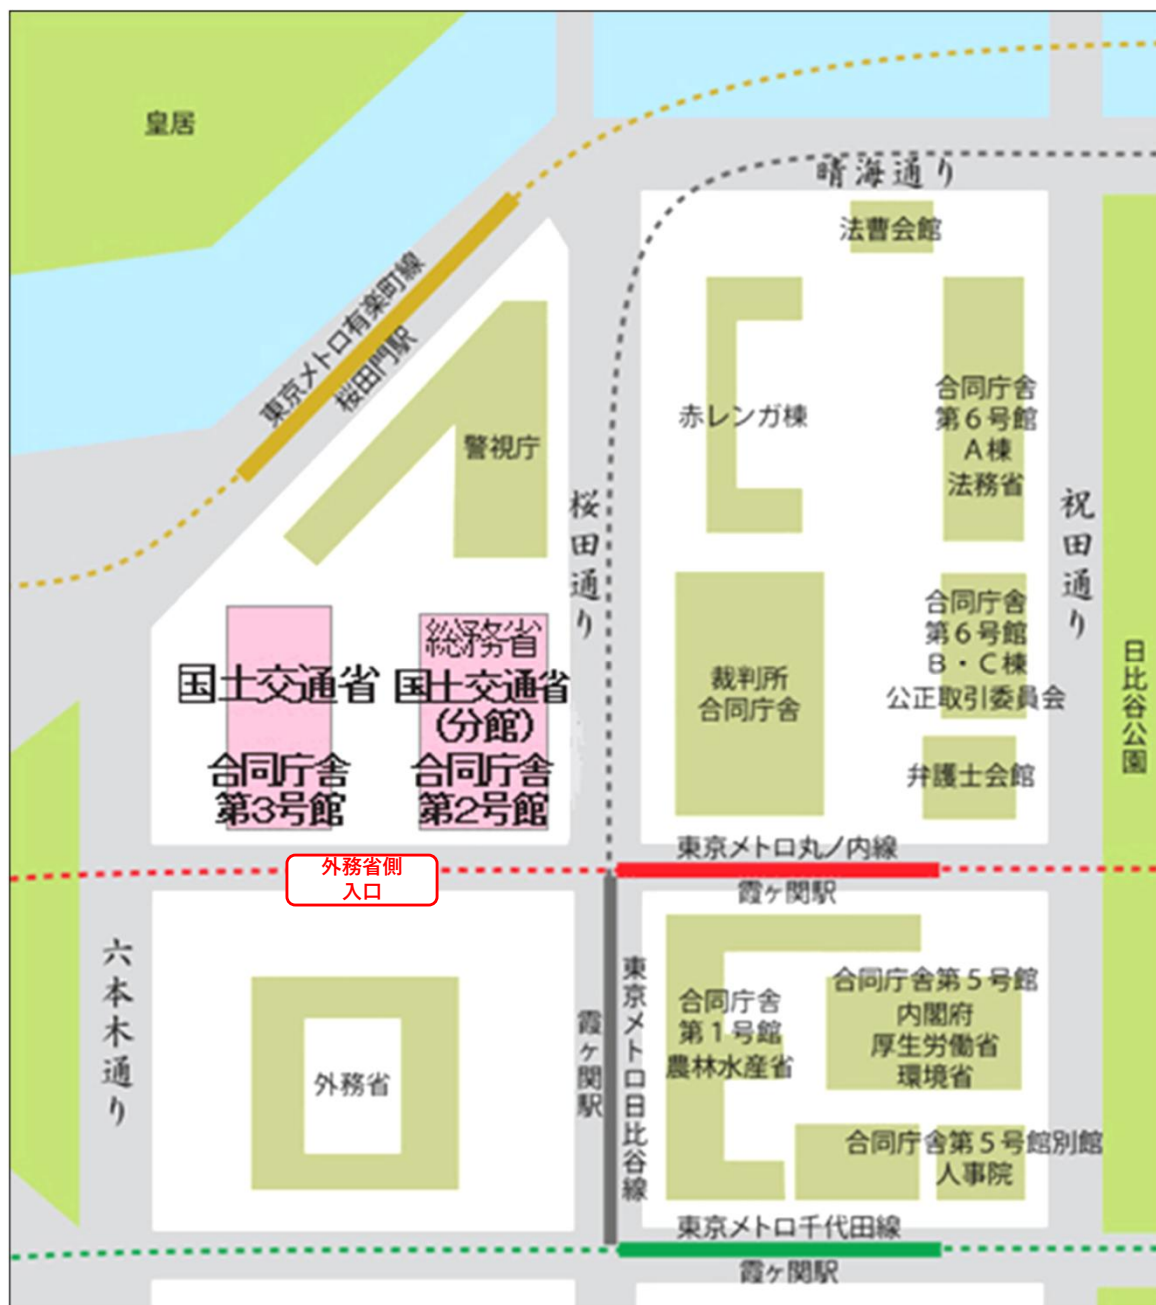 皇居
晴海通り
法曹会館
東京メトロ有楽町線
桜田門駅
警視庁
赤レンガ棟
合同庁舎
第6号館
A棟
法務省
桜田通り
祝田通り
総務省
国土交通省
国土交通省
(分館)
合同庁舎
第3号館
合同庁舎
第2号館
裁判所
合同庁舎
合同庁舎
第6号館
B・C棟
公正取引委員会
弁護士会館
日比谷公園
外務省側
入口
東京メトロ丸ノ内線
霞ヶ関駅
六本木通り
外務省
霞ヶ関駅
東京メトロ日比谷線
合同庁舎
第1号館
農林水産省
合同庁舎第5号館
内閣府
厚生労働省
環境省
合同庁舎第5号館別館
人事院
東京メトロ千代田線
霞ヶ関駅